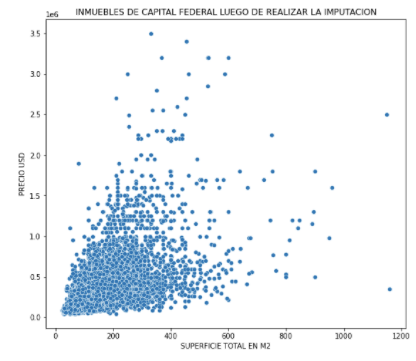 INMUEBLES DE CAPITAL FEDERAL LUEGO DE REALIZAR LA IMPUTACION
1e6
3.5
3.0
2.5
2.0
1.5
1.0
0.5
0.0
PRECIO USD
0 200 400 600 800 1000 1200
SUPERFICIE TOTAL EN M2